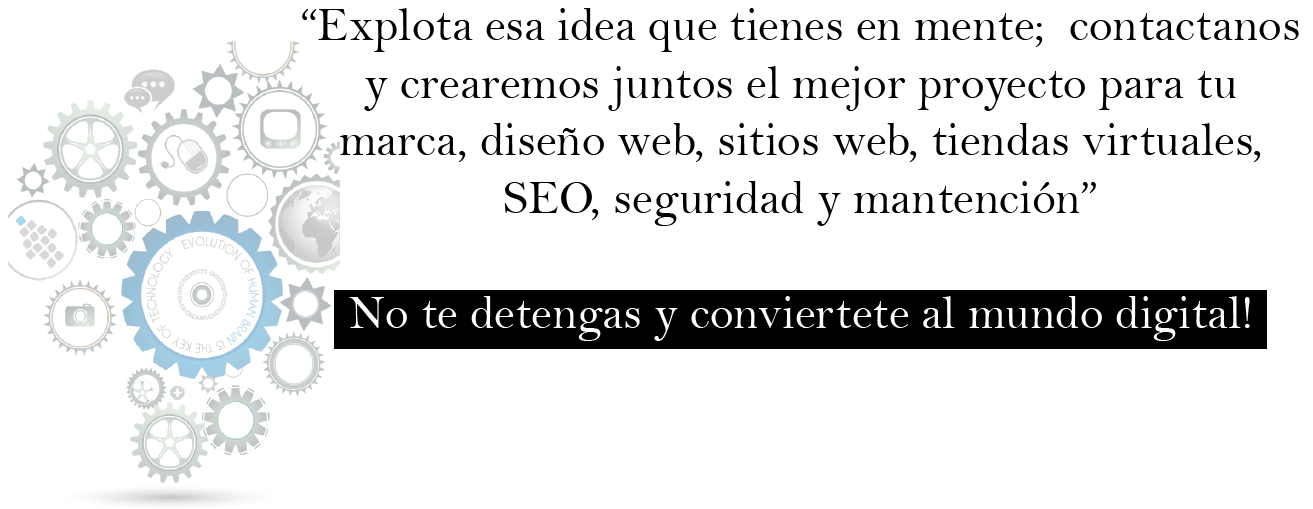 “Explota esa idea que tienes en mente;  contactanos
y crearemos juntos el mejor proyecto para tu
marca, diseño web, sitios web, tiendas virtuales,
SEO, seguridad y mantención”
No te detengas y conviertete al mundo digital!
EVOLUTION OF HUMAN BRAIN IS THE KEY OF TECHNOLOGY